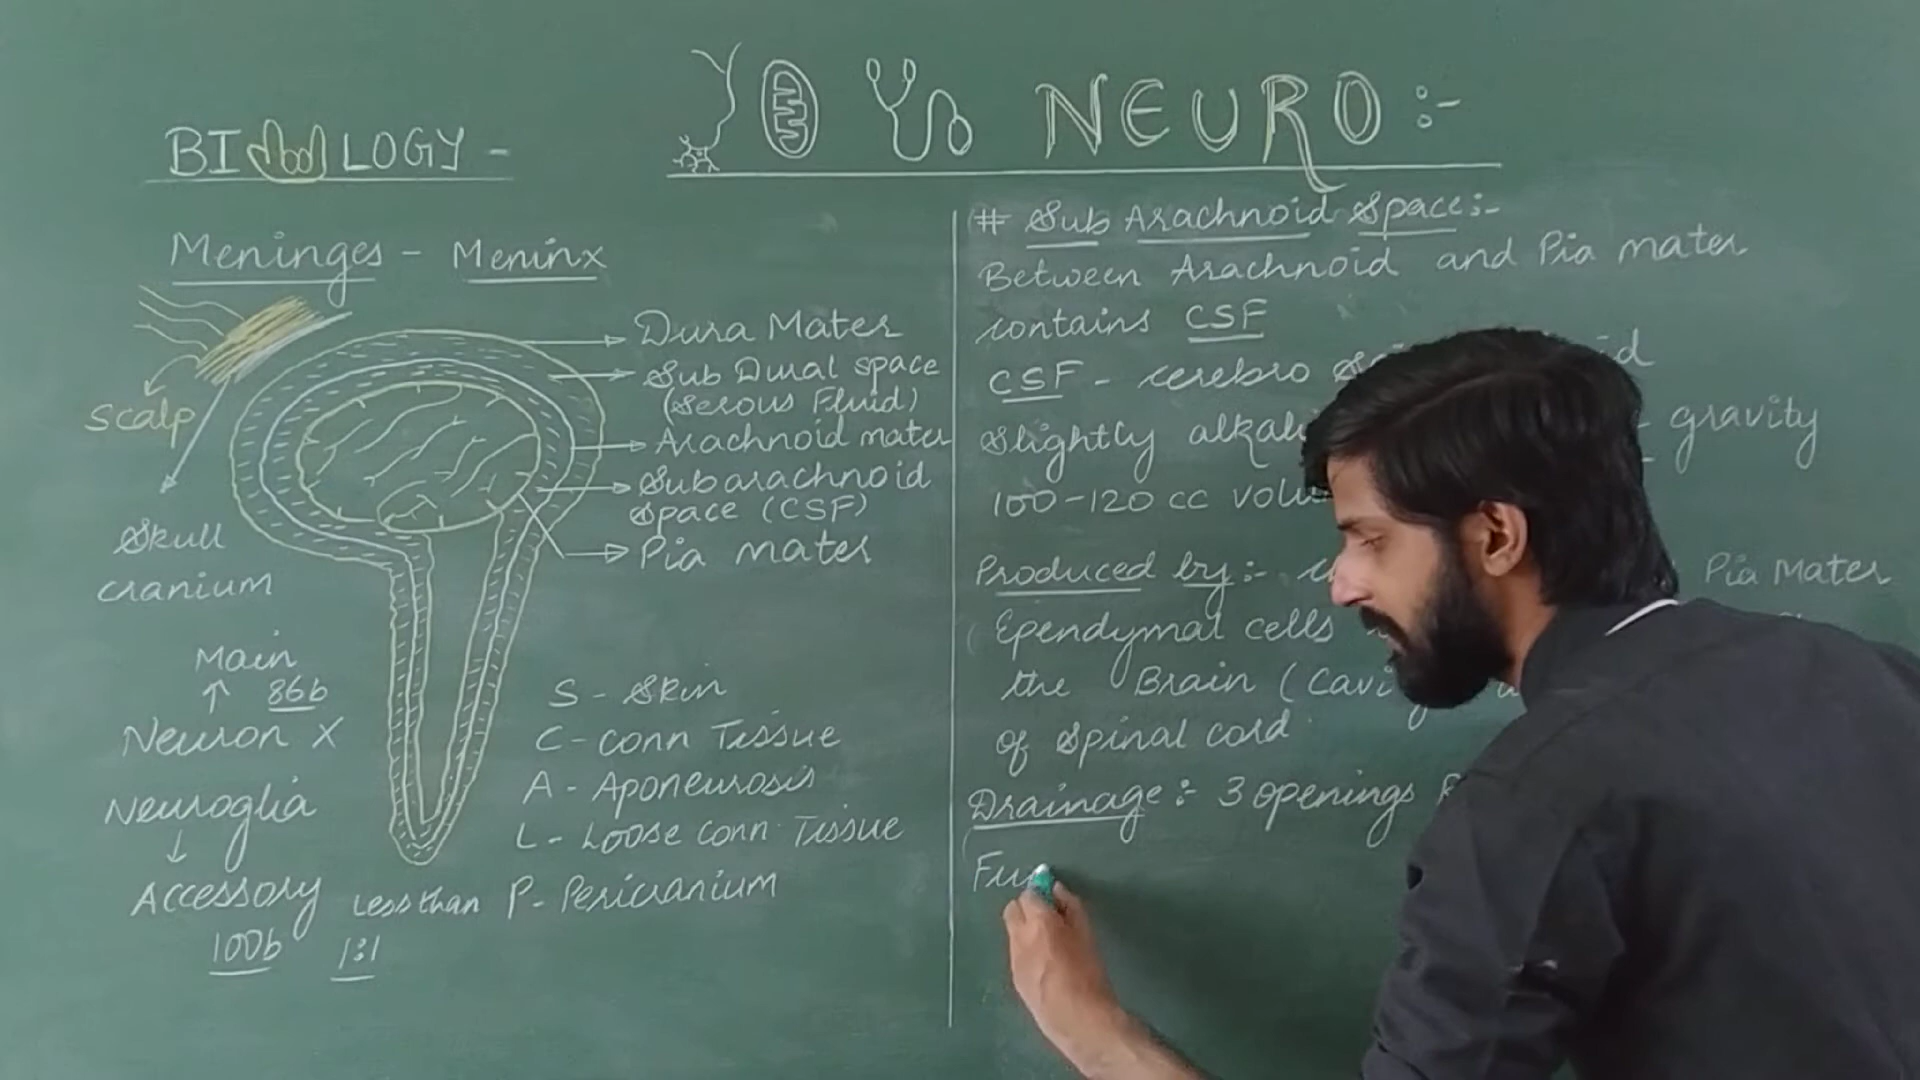 BIOLOGY -
NEURO :-
Meninges - Meninx
Scalp
Skull
cranium
Dura Mater
Sub Dural space
(Serous Fluid)
Arachnoid mater
Subarachnoid
Space (CSF)
Pia mater
Main
↑ 86b
Neuron X
Neuroglia
↓
Accessory
100b
Less than
1:1
S - Skin
C - Conn Tissue
A - Aponeurosis
L - Loose Conn Tissue
P - Pericranium
# Sub Arachnoid Space :-
Between Arachnoid and Pia mater
contains CSF
CSF - cerebro
Slightly gravity
100-120 cc
Produced by :- Pia Mater
Ependymal cells
the Brain
of Spinal cord
Drainage :- 3 openings